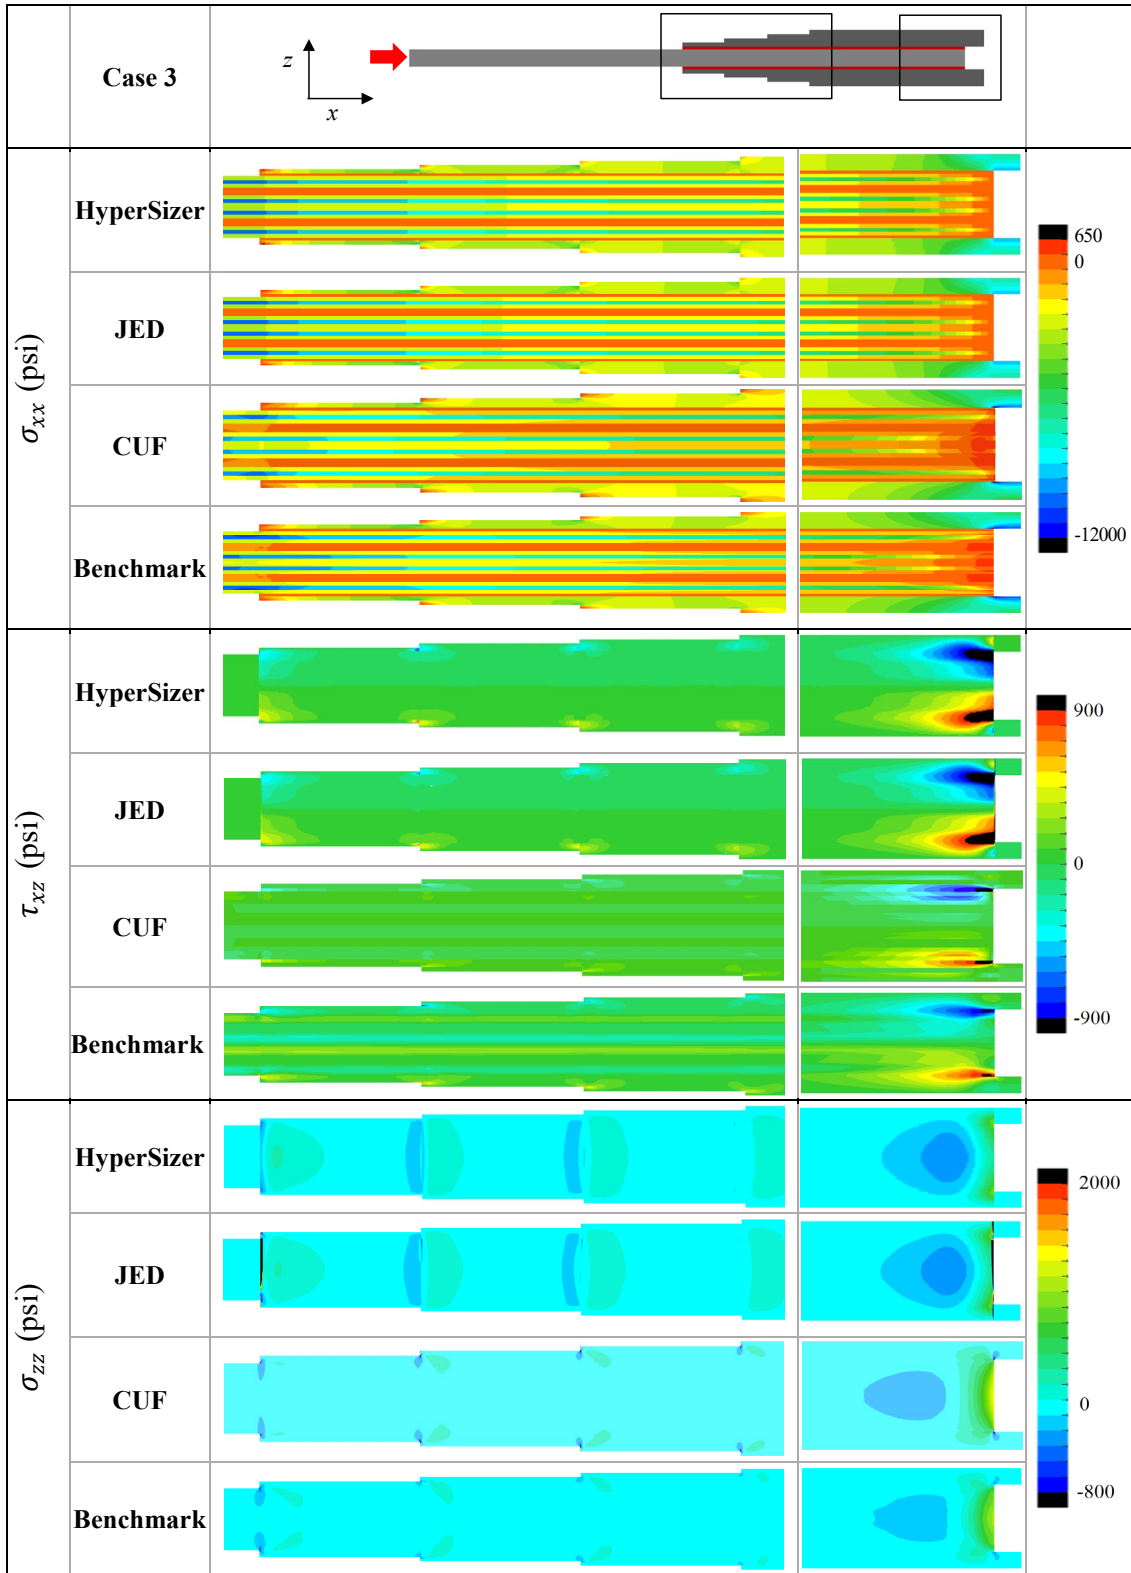 Case 3
z
x
σxx (psi)
HyperSizer
JED
CUF
Benchmark
650
0
-12000
τxz (psi)
HyperSizer
JED
CUF
Benchmark
900
0
-900
σzz (psi)
HyperSizer
JED
CUF
Benchmark
2000
0
-800